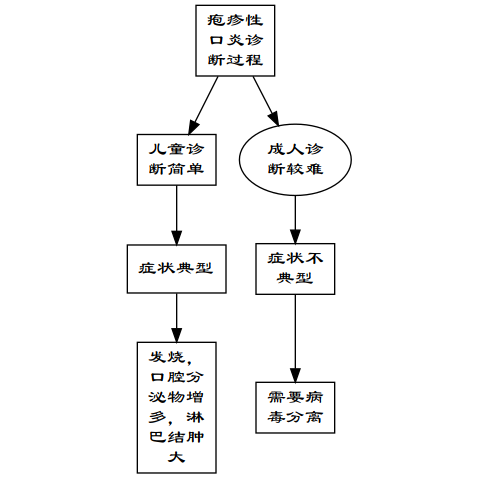 疱疹性
口炎诊
断过程
儿童诊
断简单
成人诊
断较难
症状典型
症状不
典型
发烧，
口腔分
泌物增
多，淋
巴结肿
大
需要病
毒分离